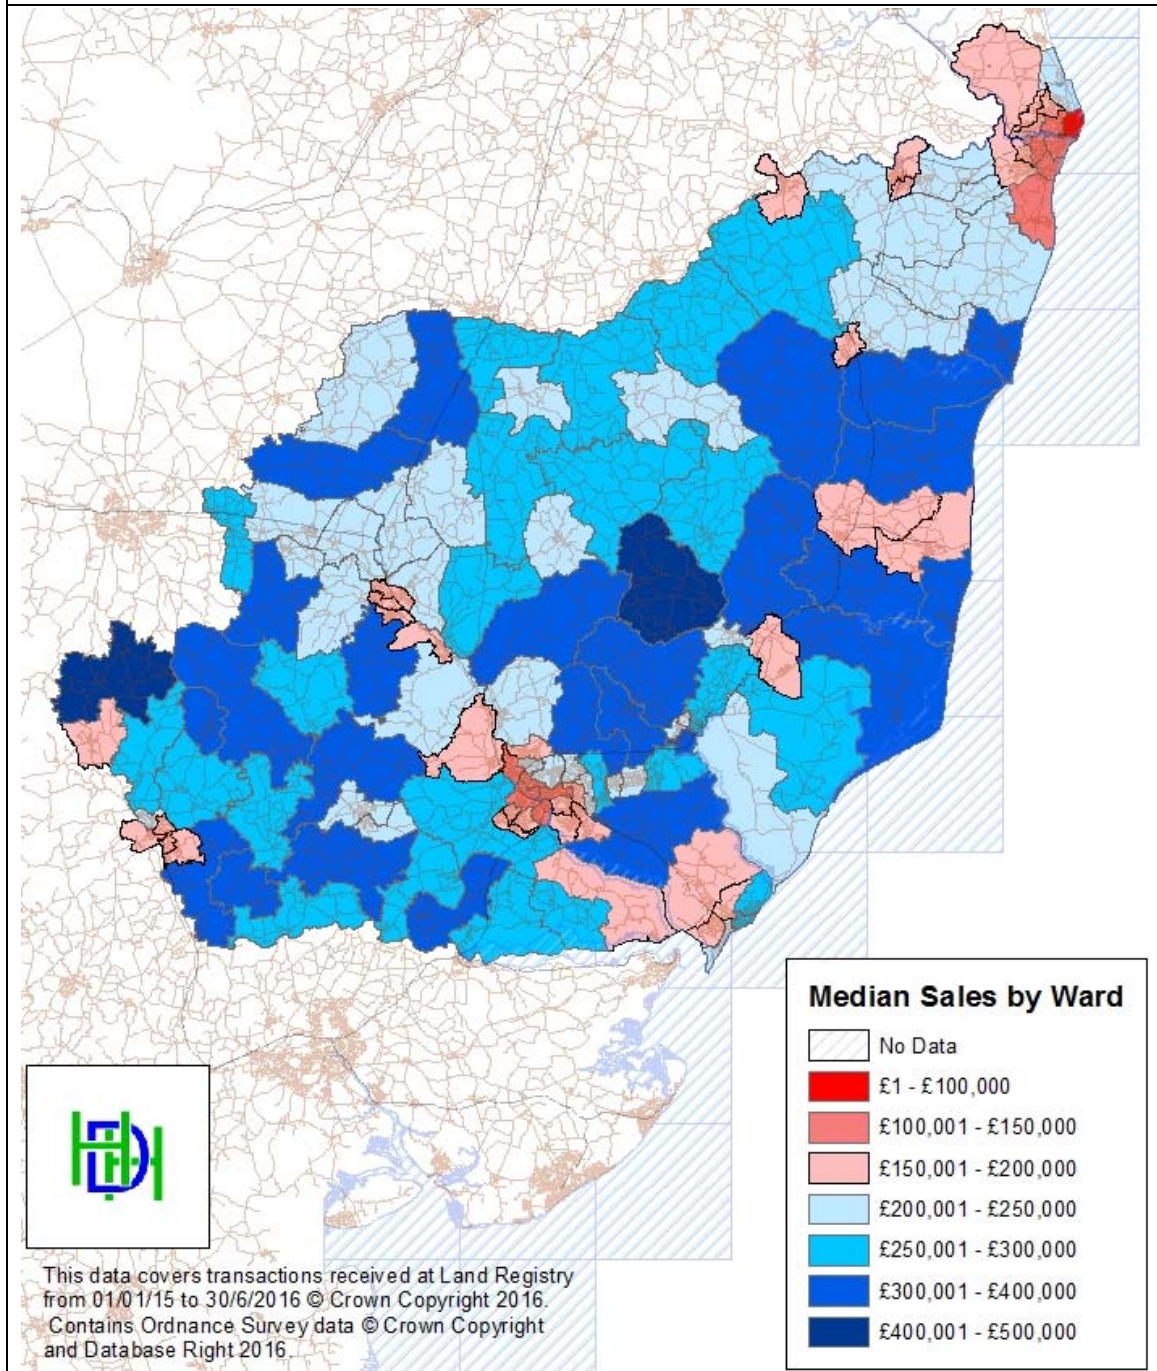 Median Sales by Ward
No Data
£1 - £100,000
£100,001 - £150,000
£150,001 - £200,000
£200,001 - £250,000
£250,001 - £300,000
£300,001 - £400,000
£400,001 - £500,000
HDH
This data covers transactions received at Land Registry
from 01/01/15 to 30/6/2016 © Crown Copyright 2016.
Contains Ordnance Survey data © Crown Copyright
and Database Right 2016.